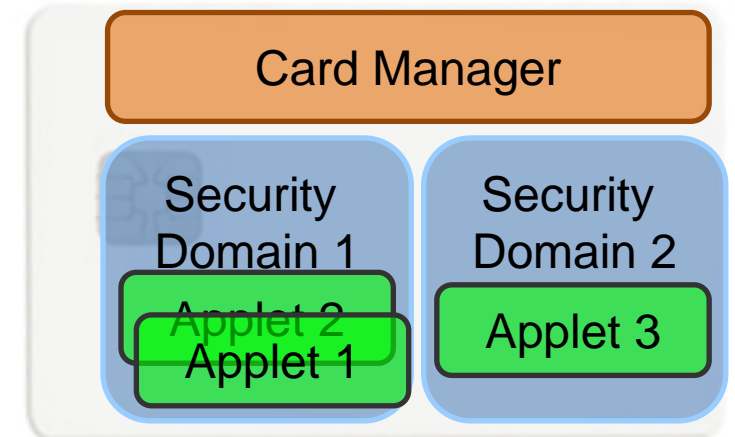 Card Manager
Security
Domain 1
Applet 2
Applet 1
Security
Domain 2
Applet 3